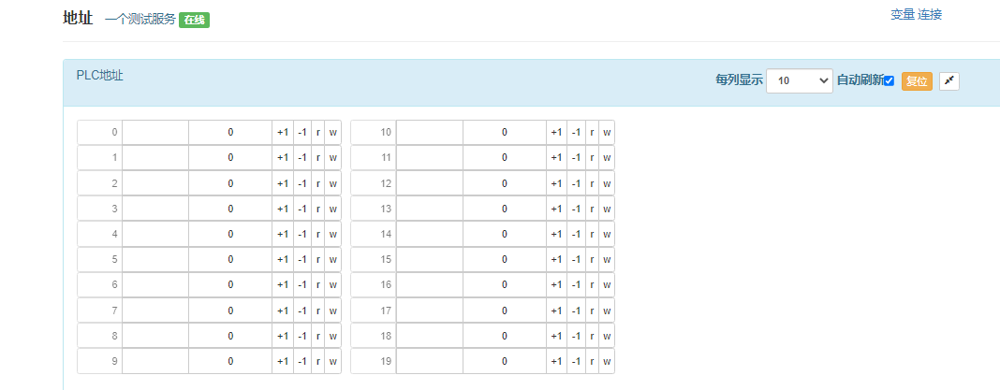 地址 一个测试服务 在线 变量 连接
PLC地址 每列显示 10 自动刷新 复位
0 0 +1 -1 r w 10 0 +1 -1 r w
1 0 +1 -1 r w 11 0 +1 -1 r w
2 0 +1 -1 r w 12 0 +1 -1 r w
3 0 +1 -1 r w 13 0 +1 -1 r w
4 0 +1 -1 r w 14 0 +1 -1 r w
5 0 +1 -1 r w 15 0 +1 -1 r w
6 0 +1 -1 r w 16 0 +1 -1 r w
7 0 +1 -1 r w 17 0 +1 -1 r w
8 0 +1 -1 r w 18 0 +1 -1 r w
9 0 +1 -1 r w 19 0 +1 -1 r w